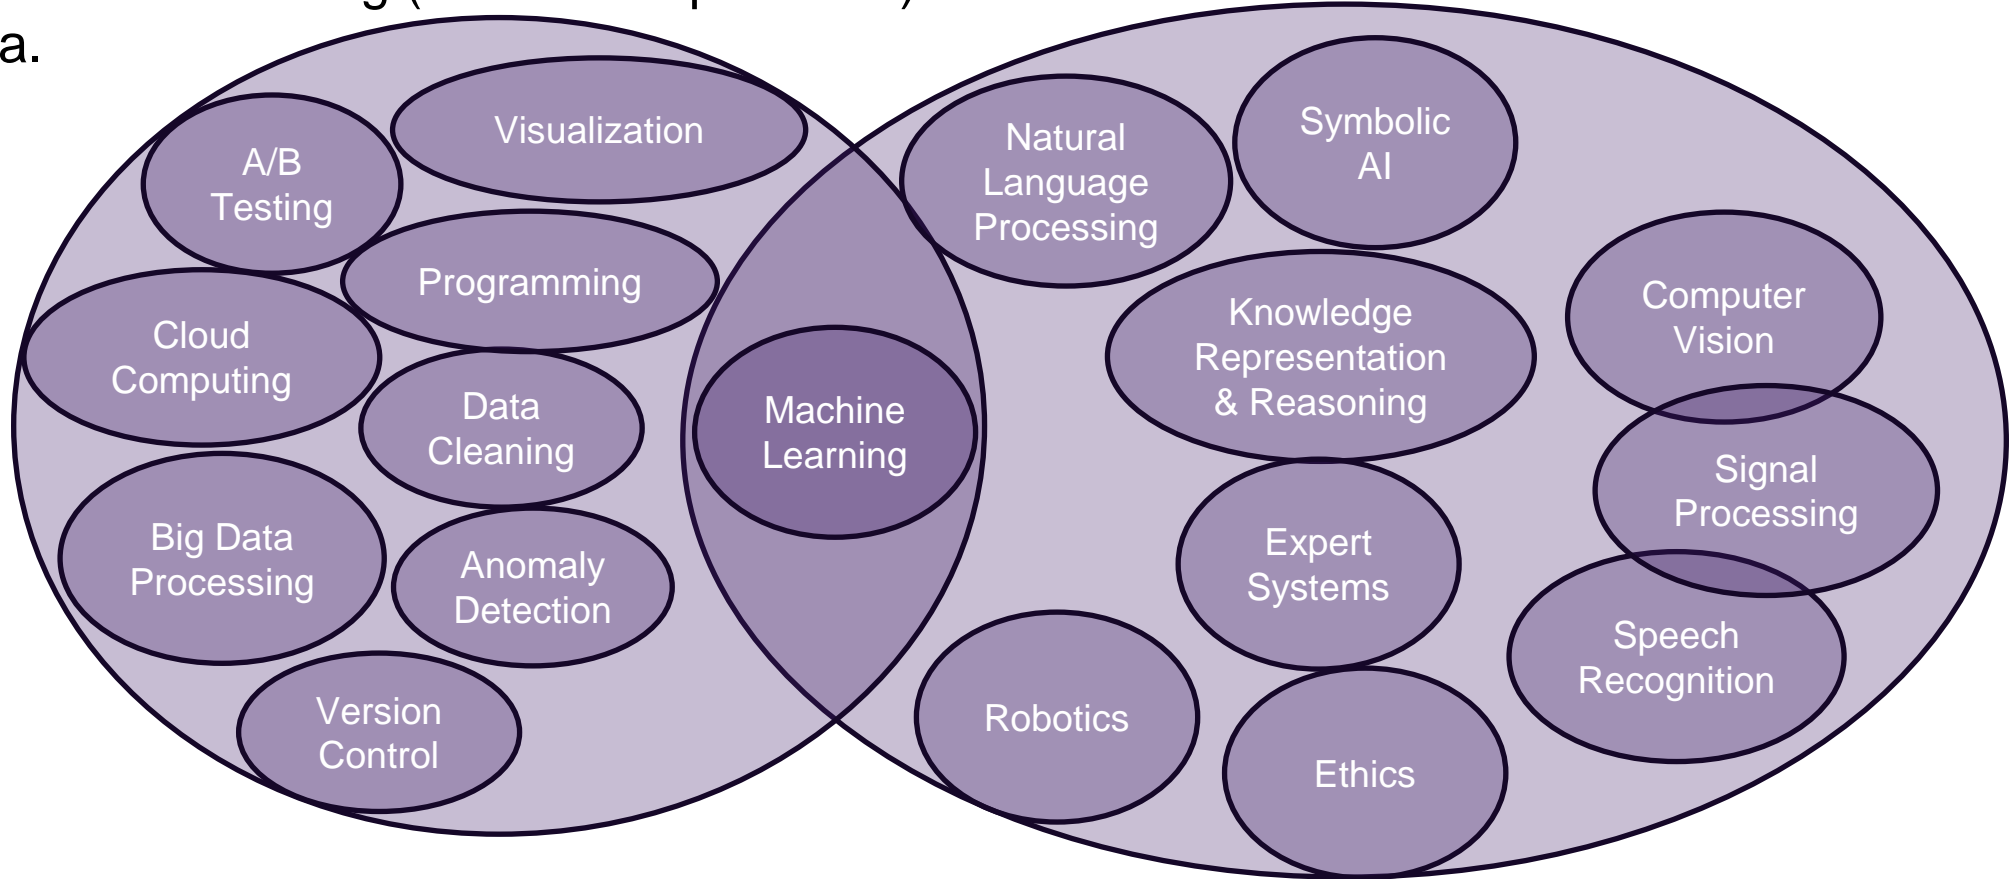 a.
Visualization
A/B
Testing
Programming
Cloud
Computing
Data
Cleaning
Big Data
Processing
Anomaly
Detection
Version
Control
Machine
Learning
Natural
Language
Processing
Symbolic
AI
Knowledge
Representation
& Reasoning
Computer
Vision
Signal
Processing
Expert
Systems
Speech
Recognition
Robotics
Ethics